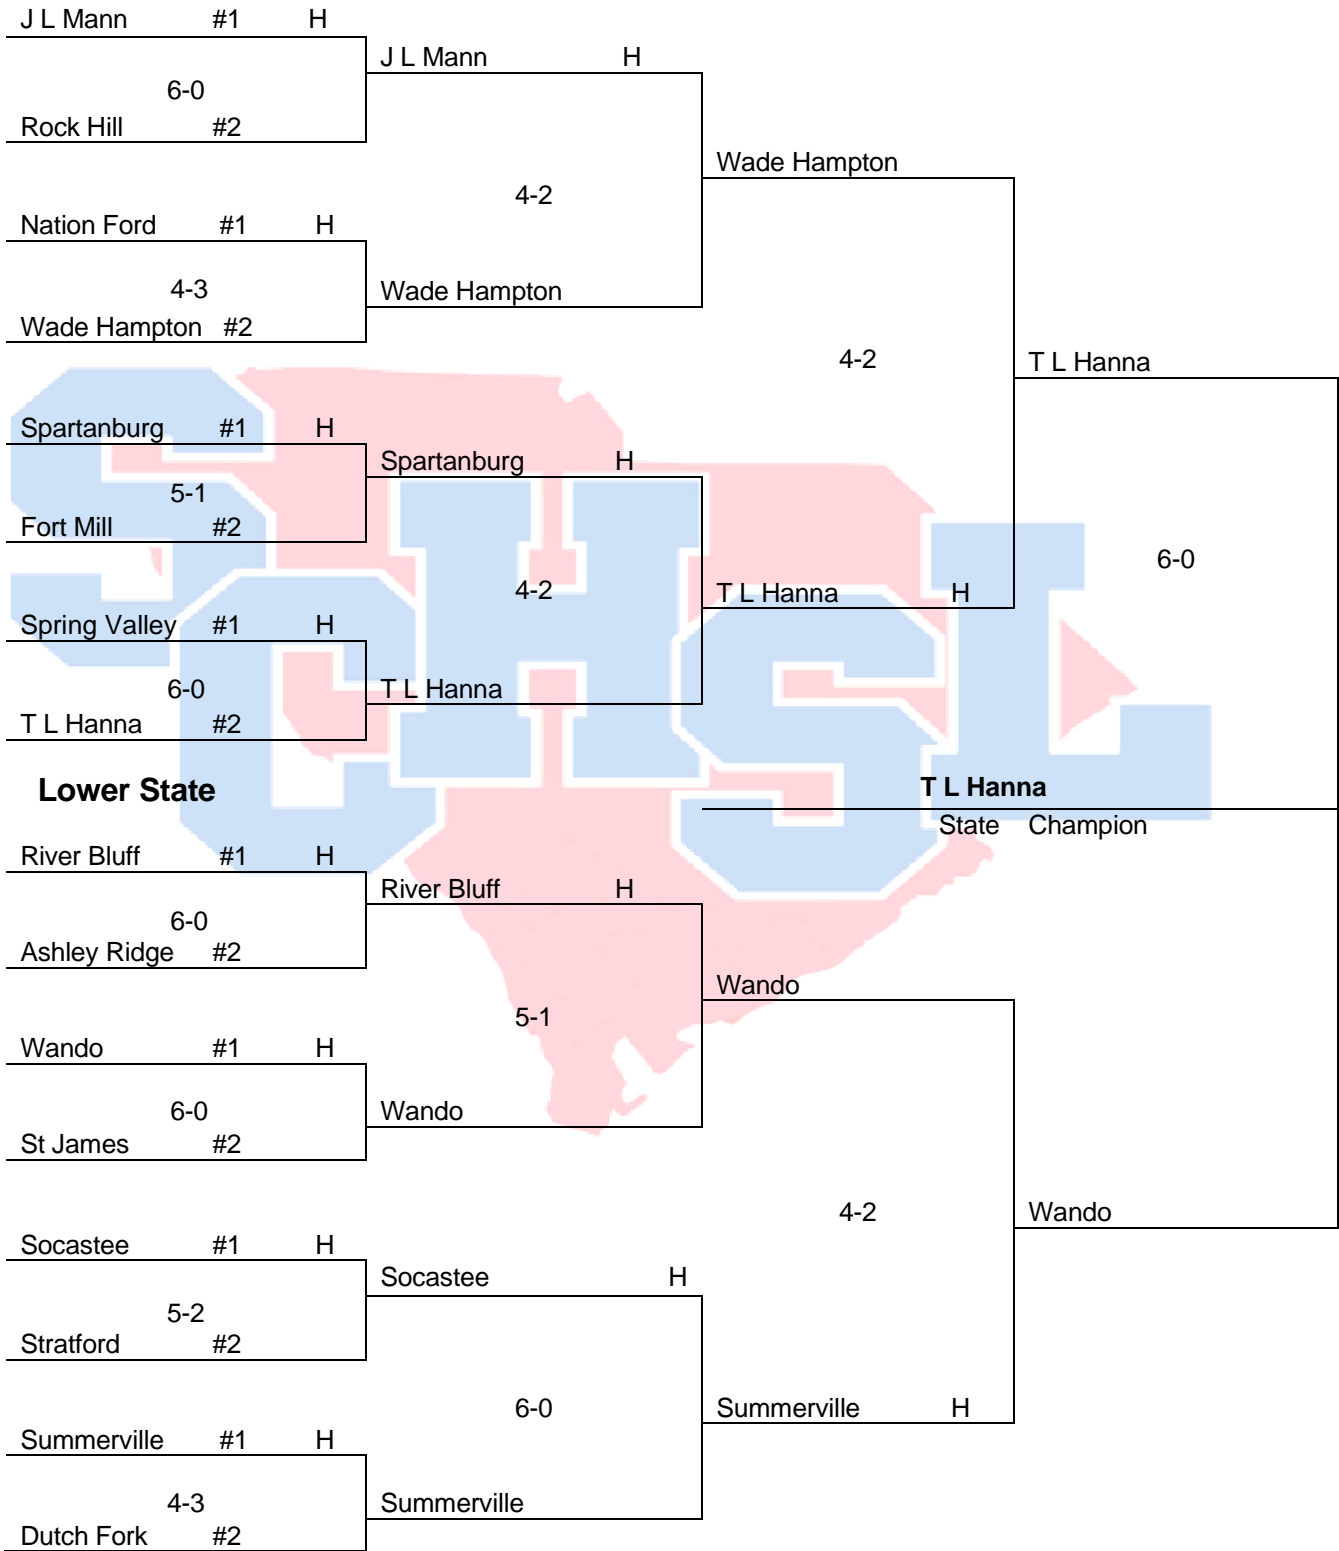 J L Mann #1 H
J L Mann H
6-0
Rock Hill #2
Wade Hampton
4-2
Nation Ford #1 H
4-3
Wade Hampton
Wade Hampton #2
4-2
T L Hanna
Spartanburg #1 H
Spartanburg H
5-1
Fort Mill #2
6-0
4-2
T L Hanna H
Spring Valley #1 H
6-0
T L Hanna
T L Hanna #2
SCHSL
Lower State
T L Hanna
State Champion
River Bluff #1 H
River Bluff H
6-0
Ashley Ridge #2
Wando
5-1
Wando #1 H
6-0
Wando
St James #2
4-2
Wando
Socastee #1 H
Socastee H
5-2
Stratford #2
6-0
Summerville H
Summerville #1 H
4-3
Summerville
Dutch Fork #2